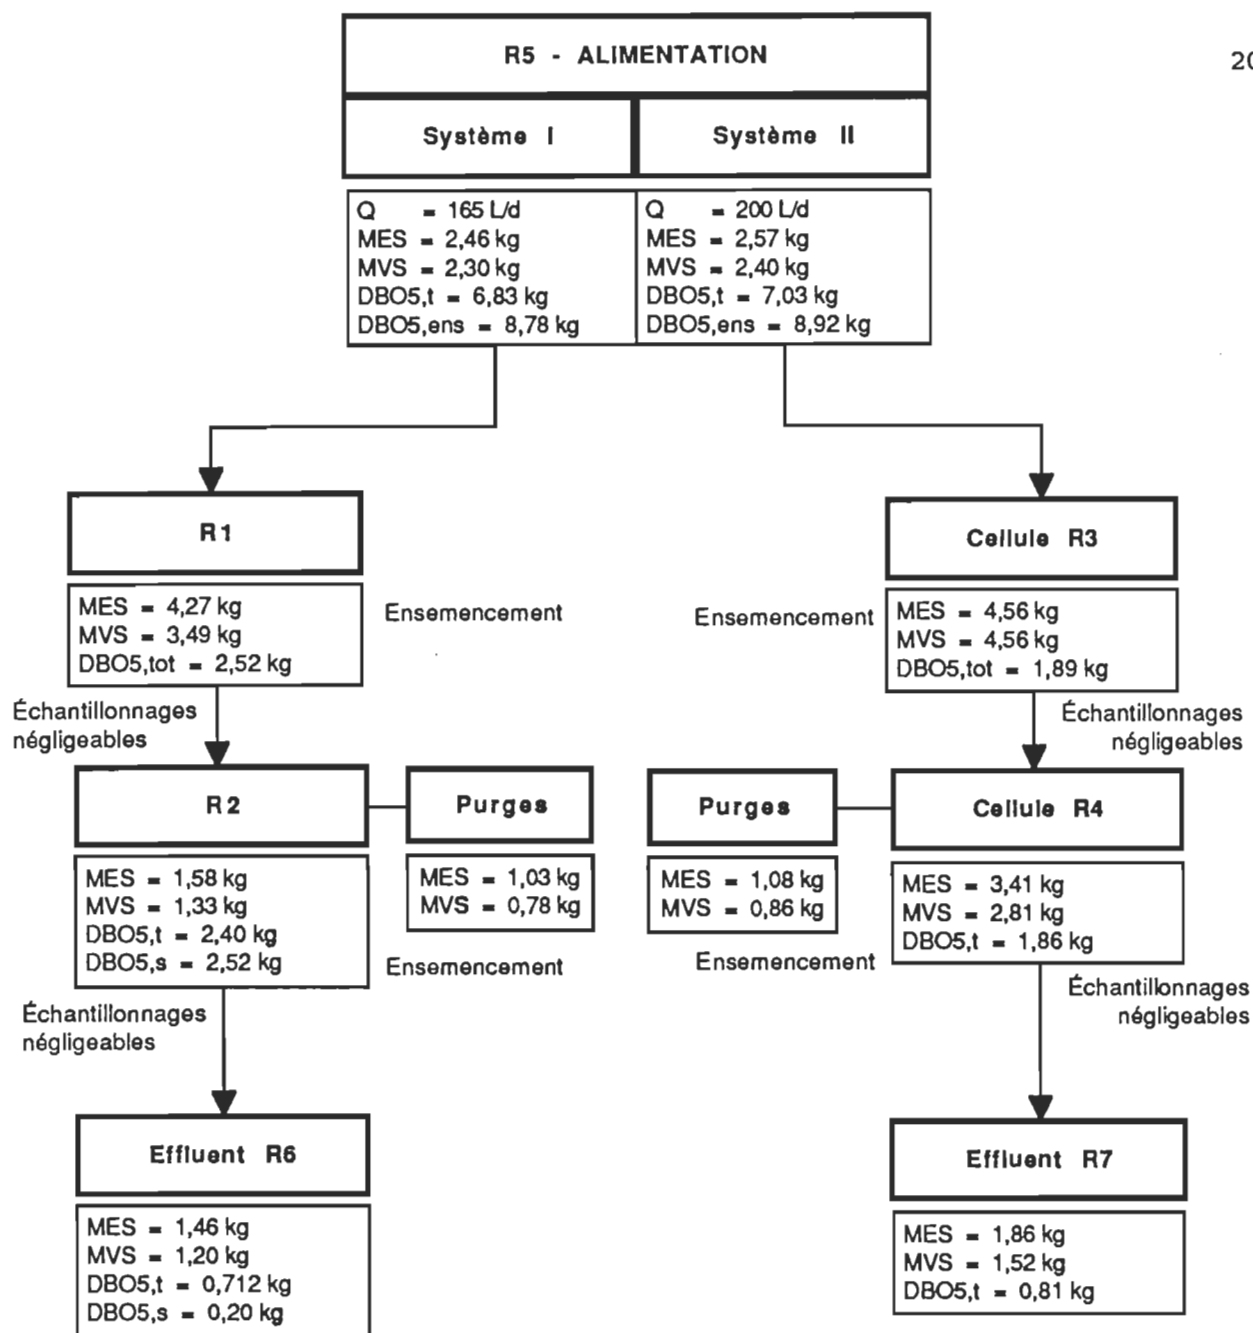 20
R5 - ALIMENTATION
Système I
Système II
Q = 165 L/d
MES = 2,46 kg
MVS = 2,30 kg
DBO5,t = 6,83 kg
DBO5,ens = 8,78 kg
Q = 200 L/d
MES = 2,57 kg
MVS = 2,40 kg
DBO5,t = 7,03 kg
DBO5,ens = 8,92 kg
R1
MES = 4,27 kg
MVS = 3,49 kg
DBO5,tot = 2,52 kg
Ensemencement
Échantillonnages
négligeables
R2
MES = 1,58 kg
MVS = 1,33 kg
DBO5,t = 2,40 kg
DBO5,s = 2,52 kg
Purges
MES = 1,03 kg
MVS = 0,78 kg
Ensemencement
Échantillonnages
négligeables
Effluent R6
MES = 1,46 kg
MVS = 1,20 kg
DBO5,t = 0,712 kg
DBO5,s = 0,20 kg
Cellule R3
Ensemencement
MES = 4,56 kg
MVS = 4,56 kg
DBO5,tot = 1,89 kg
Échantillonnages
négligeables
Purges
MES = 1,08 kg
MVS = 0,86 kg
Ensemencement
Cellule R4
MES = 3,41 kg
MVS = 2,81 kg
DBO5,t = 1,86 kg
Échantillonnages
négligeables
Effluent R7
MES = 1,86 kg
MVS = 1,52 kg
DBO5,t = 0,81 kg